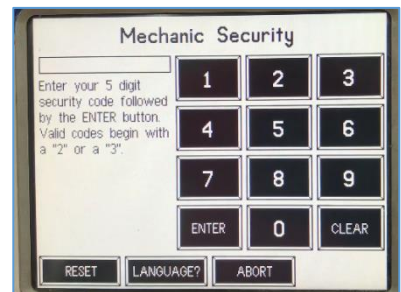 Mechanic Security
Enter your 5 digit
security code followed
by the ENTER button.
Valid codes begin with
a "2" or a "3".
1 2 3
4 5 6
7 8 9
ENTER 0 CLEAR
RESET LANGUAGE? ABORT